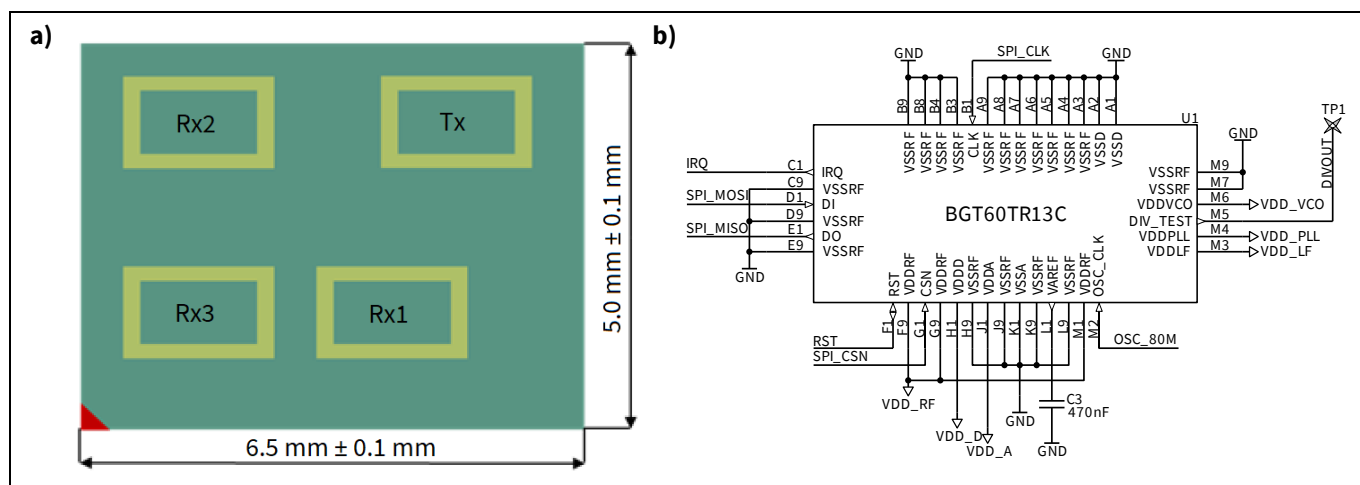 a)
Rx2
Tx
Rx3
Rx1
5.0 mm ± 0.1 mm
6.5 mm ± 0.1 mm
b)
GND
SPI_CLK
GND
B9
B8
B4
B3
B1
A9
A8
A7
A6
A5
A4
A3
A2
A1
U1
TP1
VSSRF
VSSRF
VSSRF
VSSRF
CLK
VSSRF
VSSRF
VSSRF
VSSRF
VSSRF
VSSRF
VSSRF
VSSD
VSSD
GND
DIVOUT
IRQ
C1
IRQ
C9
VSSRF
SPI_MOSI
D1
DI
D9
VSSRF
SPI_MISO
E1
DO
E9
VSSRF
GND
BGT60TR13C
VSSRF
M9
VSSRF
M7
VDDVCO
M6
VDD_VCO
DIV_TEST
M5
VDDPLL
M4
VDD_PLL
VDDLF
M3
VDD_LF
RST
VDDRF
CSN
VDDRF
VDDD
VSSRF
VDDA
VSSRF
VSSA
VSSRF
VAREF
VSSRF
VDDRF
OSC_CLK
F1
F9
G1
G9
H1
H9
J1
J9
K1
K9
L1
L9
M1
M2
RST
SPI_CSN
OSC_80M
VDD_RF
VDD_D
VDD_A
GND
C3
470nF
GND